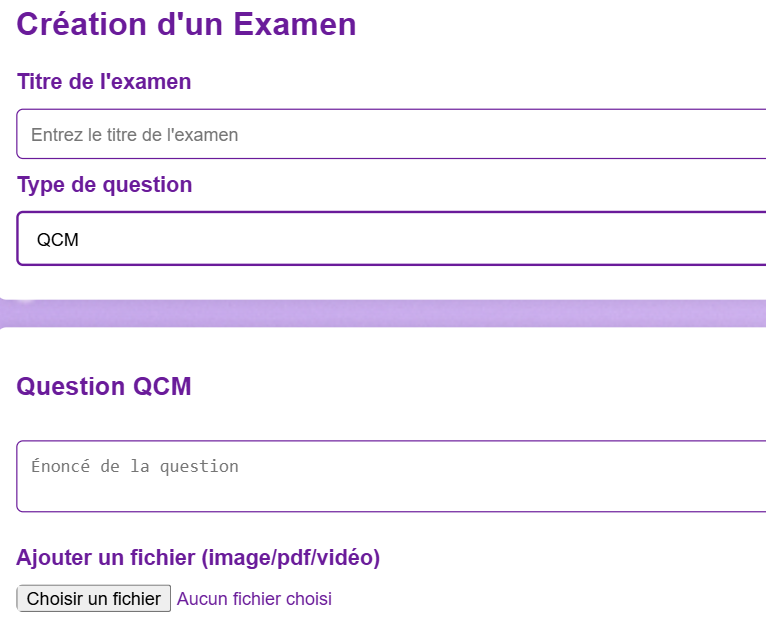 Création d'un Examen
Titre de l'examen
Entrez le titre de l'examen
Type de question
QCM
Question QCM
Énoncé de la question
Ajouter un fichier (image/pdf/vidéo)
Choisir un fichier Aucun fichier choisi